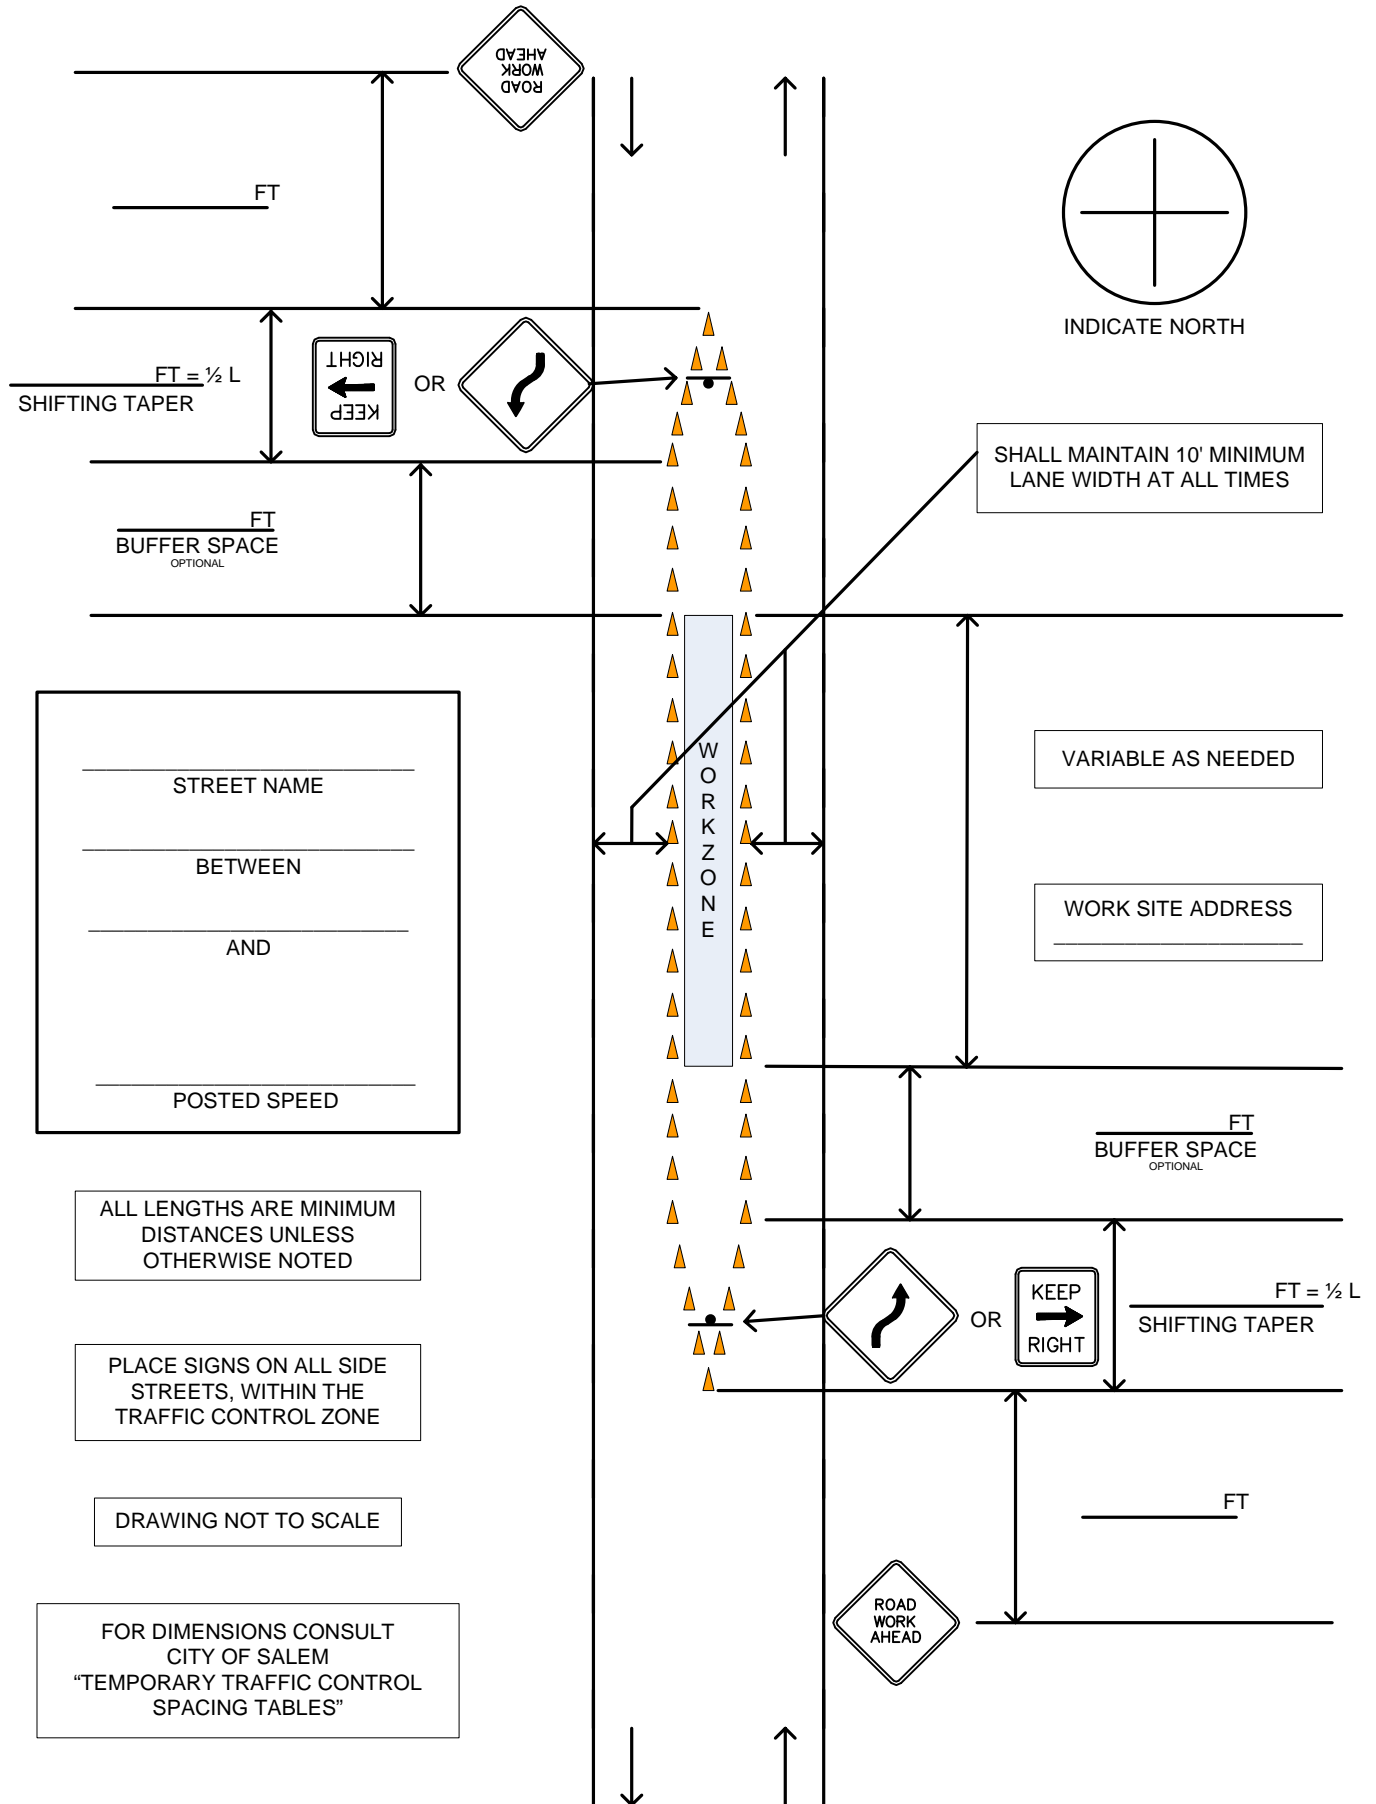 ROAD
WORK
AHEAD
FT
INDICATE NORTH
FT = ½ L
SHIFTING TAPER
KEEP
RIGHT
OR
SHALL MAINTAIN 10' MINIMUM
LANE WIDTH AT ALL TIMES
FT
BUFFER SPACE
OPTIONAL
STREET NAME
BETWEEN
AND
POSTED SPEED
WORKZONE
VARIABLE AS NEEDED
WORK SITE ADDRESS
FT
BUFFER SPACE
OPTIONAL
ALL LENGTHS ARE MINIMUM
DISTANCES UNLESS
OTHERWISE NOTED
OR
KEEP
RIGHT
FT = ½ L
SHIFTING TAPER
PLACE SIGNS ON ALL SIDE
STREETS, WITHIN THE
TRAFFIC CONTROL ZONE
DRAWING NOT TO SCALE
FT
ROAD
WORK
AHEAD
FOR DIMENSIONS CONSULT
CITY OF SALEM
“TEMPORARY TRAFFIC CONTROL
SPACING TABLES”